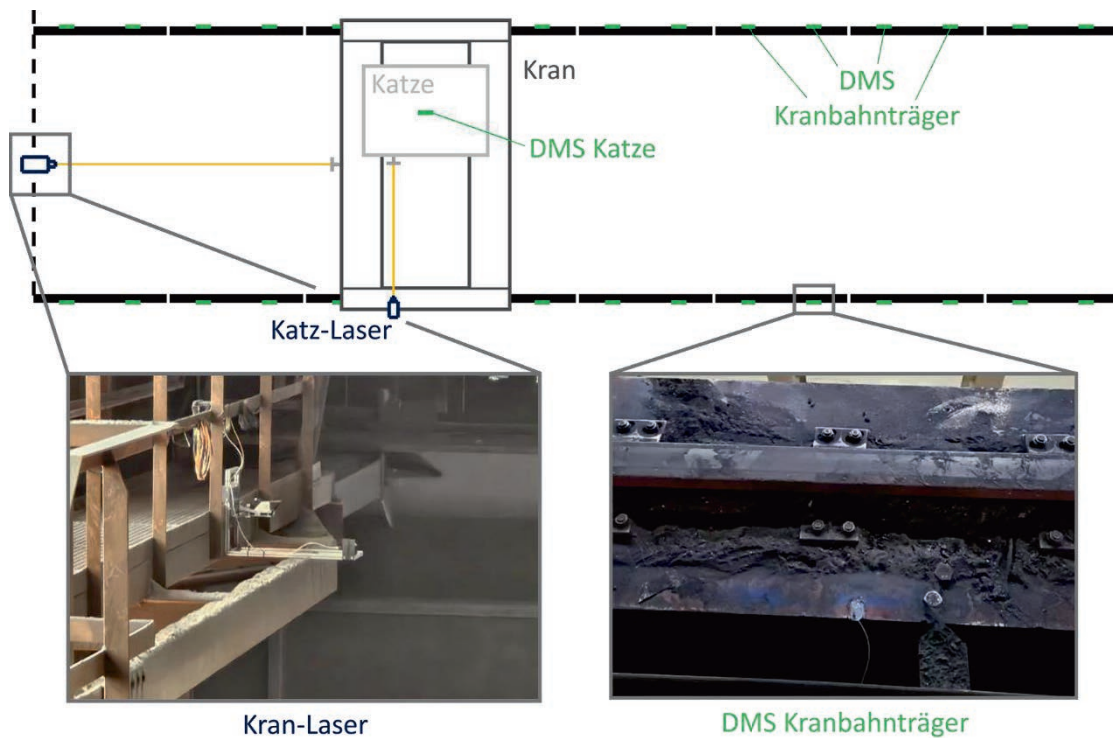 Kran
Katze
DMS
Kranbahnträger
DMS Katze
Katz-Laser
Kran-Laser
DMS Kranbahnträger